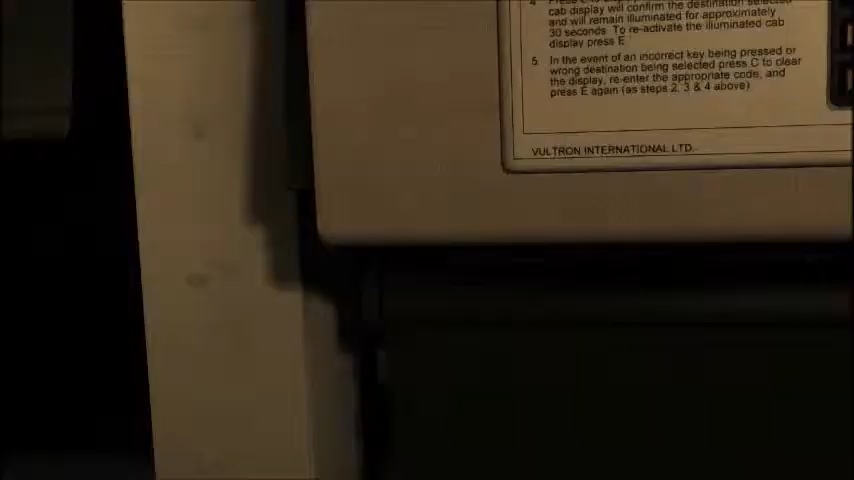 cab display will confirm the destination selected
and will remain illuminated for approximately
30 seconds. To re-activate the illuminated cab
display press E
5. In the event of an incorrect key being pressed or
wrong destination being selected press C to clear
the display, re-enter the appropriate code, and
press E again (as steps 2, 3 & 4 above)
VULTRON INTERNATIONAL LTD.